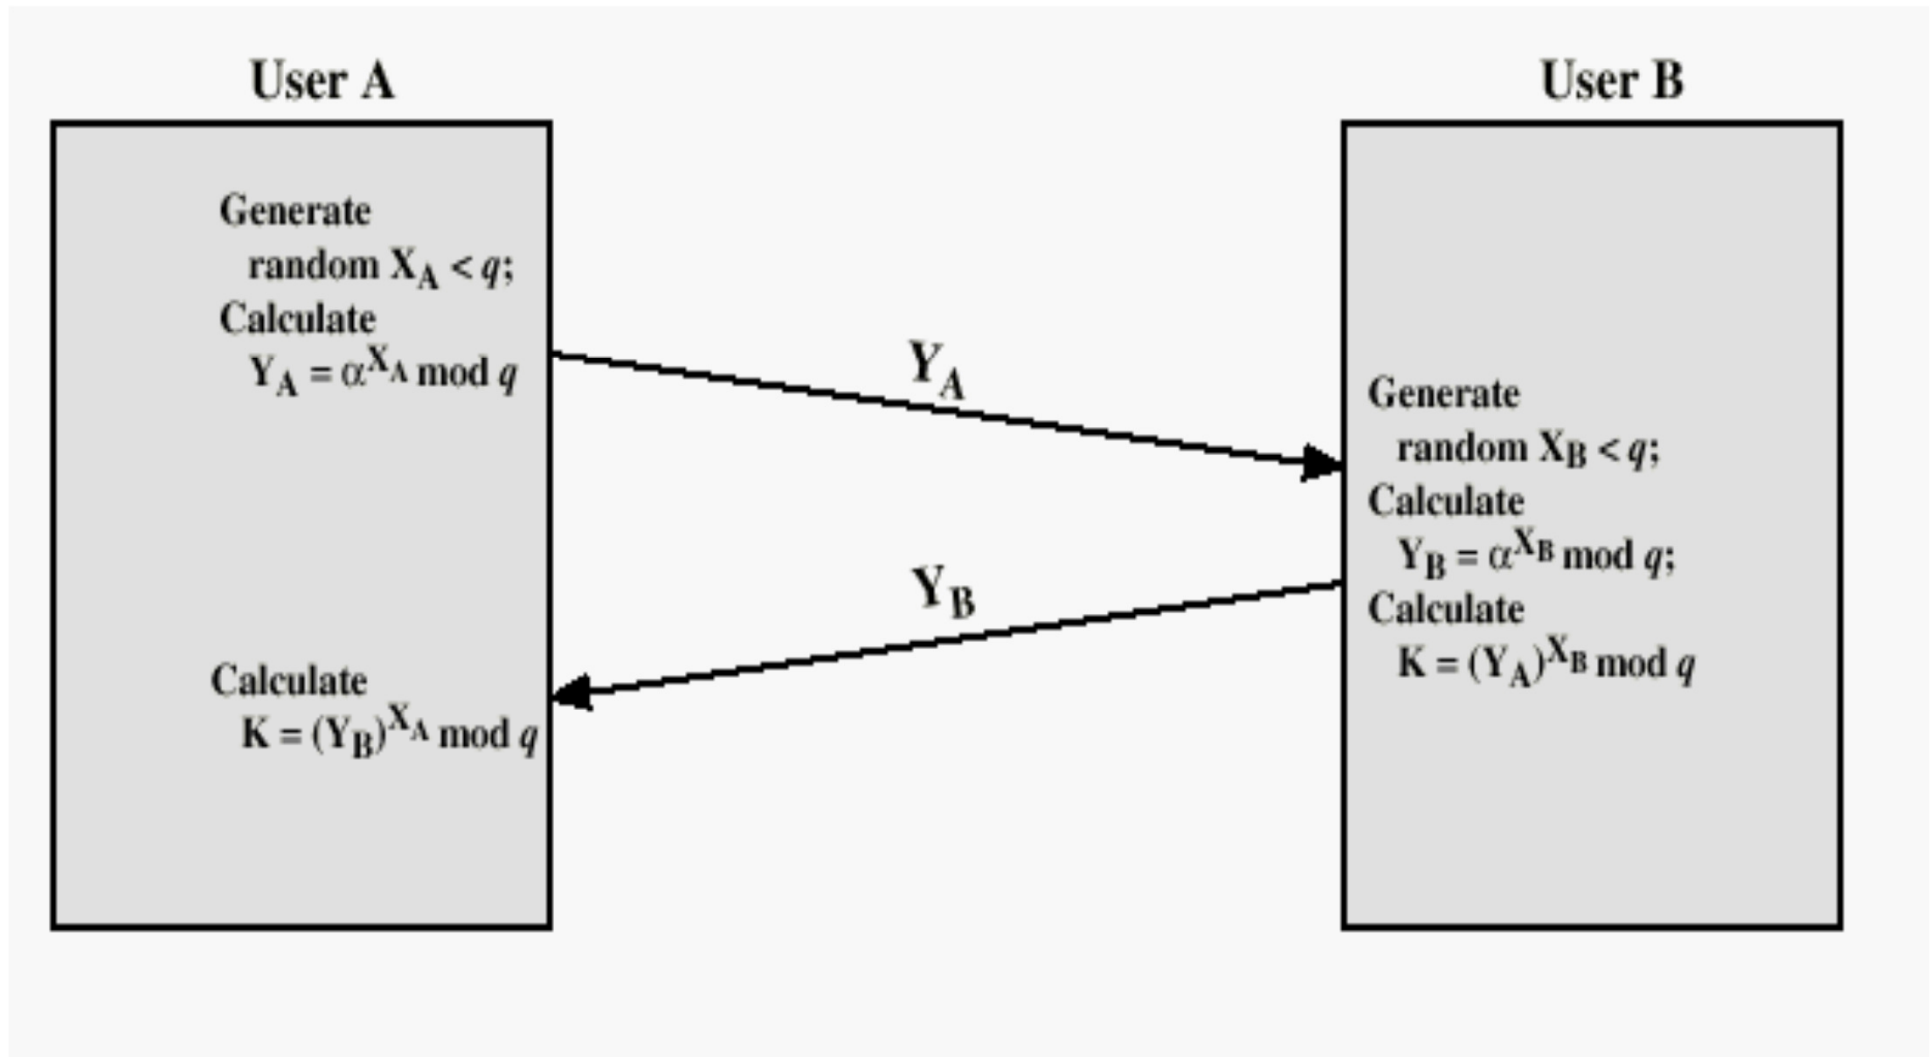 User A
Generate
random X_A < q;
Calculate
Y_A = α^X_A mod q
Calculate
K = (Y_B)^X_A mod q
Y_A
Y_B
User B
Generate
random X_B < q;
Calculate
Y_B = α^X_B mod q;
Calculate
K = (Y_A)^X_B mod q